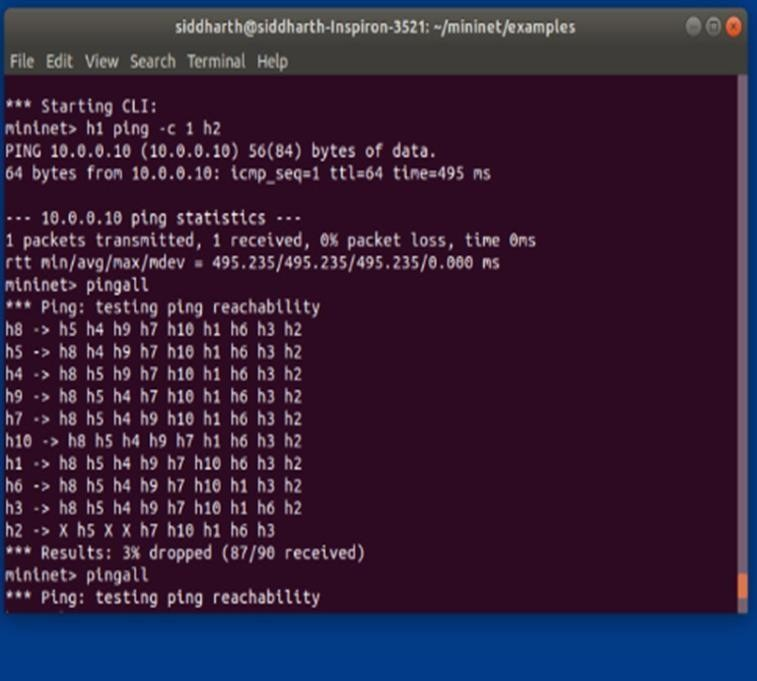 siddharth@siddharth-Inspiron-3521: ~/mininet/examples
File Edit View Search Terminal Help
*** Starting CLI:
mininet> h1 ping -c 1 h2
PING 10.0.0.10 (10.0.0.10) 56(84) bytes of data.
64 bytes from 10.0.0.10: icmp_seq=1 ttl=64 time=495 ms
--- 10.0.0.10 ping statistics ---
1 packets transmitted, 1 received, 0% packet loss, time 0ms
rtt min/avg/max/mdev = 495.235/495.235/495.235/0.000 ms
mininet> pingall
*** Ping: testing ping reachability
h8 -> h5 h4 h9 h7 h10 h1 h6 h3 h2
h5 -> h8 h4 h9 h7 h10 h1 h6 h3 h2
h4 -> h8 h5 h9 h7 h10 h1 h6 h3 h2
h9 -> h8 h5 h4 h7 h10 h1 h6 h3 h2
h7 -> h8 h5 h4 h9 h10 h1 h6 h3 h2
h10 -> h8 h5 h4 h9 h7 h1 h6 h3 h2
h1 -> h8 h5 h4 h9 h7 h10 h6 h3 h2
h6 -> h8 h5 h4 h9 h7 h10 h1 h3 h2
h3 -> h8 h5 h4 h9 h7 h10 h1 h6 h2
h2 -> X h5 X X h7 h10 h1 h6 h3
*** Results: 3% dropped (87/90 received)
mininet> pingall
*** Ping: testing ping reachability